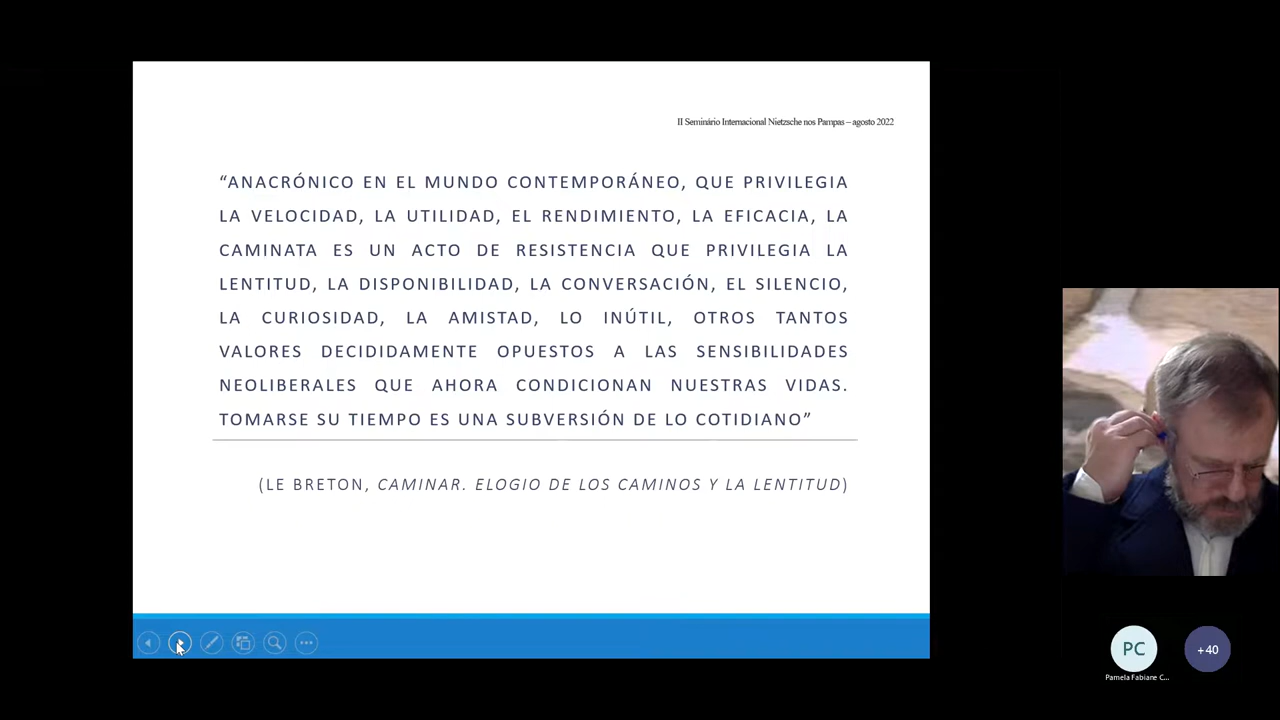 II Seminário Internacional Nietzsche nos Pampas – agosto 2022
“ANACRÓNICO EN EL MUNDO CONTEMPORÁNEO, QUE PRIVILEGIA
LA VELOCIDAD, LA UTILIDAD, EL RENDIMIENTO, LA EFICACIA, LA
CAMINATA ES UN ACTO DE RESISTENCIA QUE PRIVILEGIA LA
LENTITUD, LA DISPONIBILIDAD, LA CONVERSACIÓN, EL SILENCIO,
LA CURIOSIDAD, LA AMISTAD, LO INÚTIL, OTROS TANTOS
VALORES DECIDIDAMENTE OPUESTOS A LAS SENSIBILIDADES
NEOLIBERALES QUE AHORA CONDICIONAN NUESTRAS VIDAS.
TOMARSE SU TIEMPO ES UNA SUBVERSIÓN DE LO COTIDIANO”
(LE BRETON, CAMINAR. ELOGIO DE LOS CAMINOS Y LA LENTITUD)
PC
+40
Pamela Fabiane C...